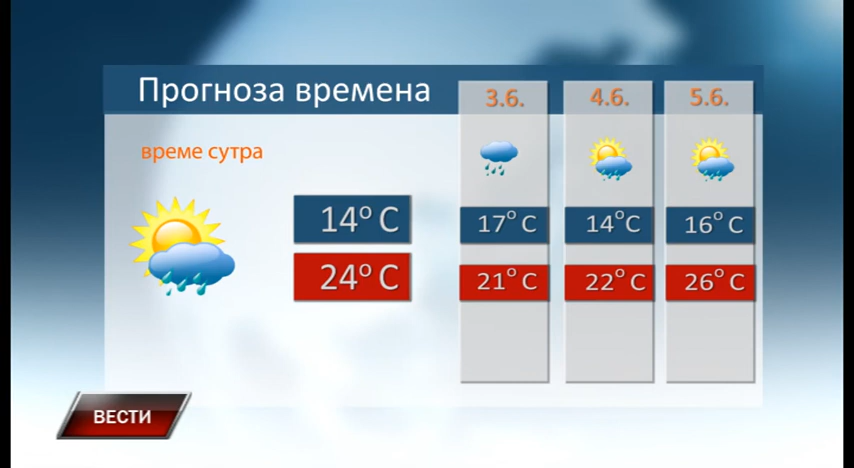 Прогноза времена
време сутра
14° C
24° C
3.6.
17° C
21° C
4.6.
14°C
22° C
5.6.
16° C
26° C
ВЕСТИ